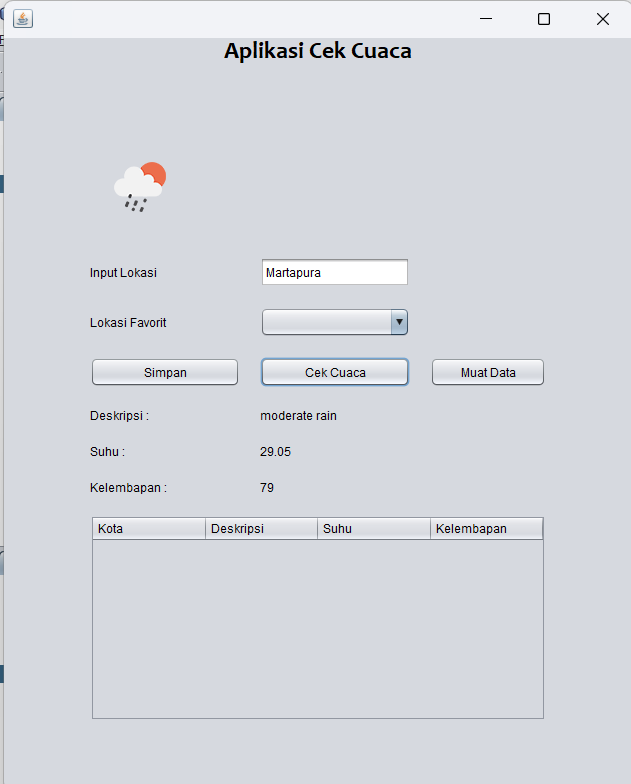 Aplikasi Cek Cuaca
Input Lokasi Martapura
Lokasi Favorit
Simpan Cek Cuaca Muat Data
Deskripsi : moderate rain
Suhu : 29.05
Kelembapan : 79
Kota Deskripsi Suhu Kelembapan